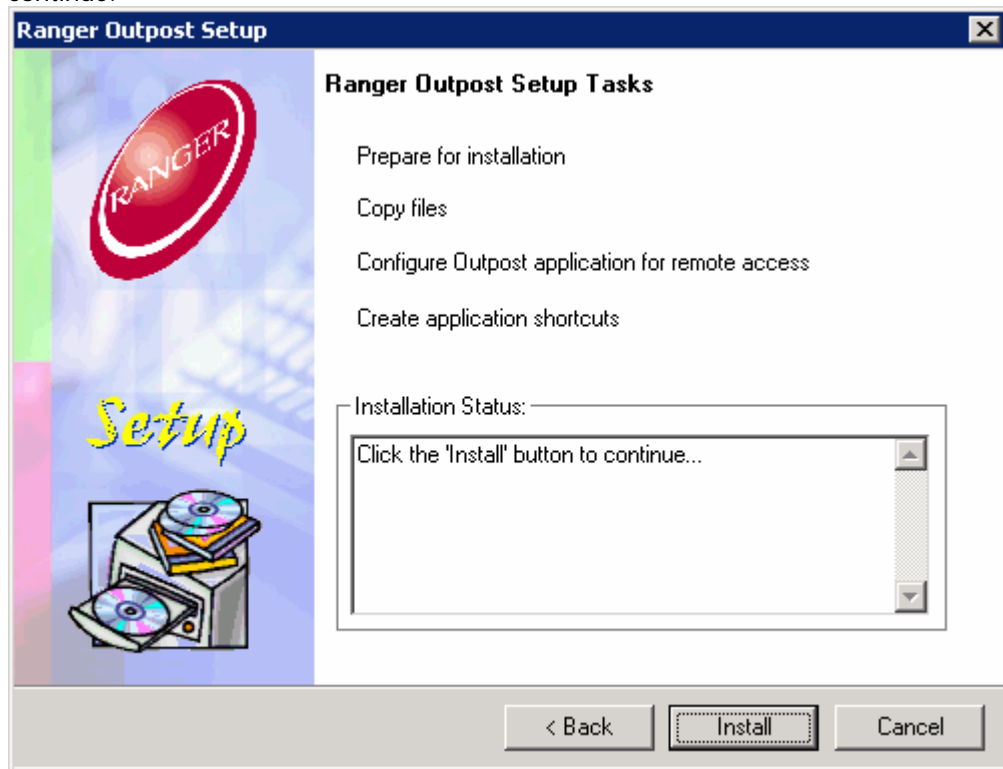 continue.
Ranger Outpost Setup
RANGER
Ranger Outpost Setup Tasks
Prepare for installation
Copy files
Configure Outpost application for remote access
Create application shortcuts
Setup
Installation Status:
Click the 'Install' button to continue...
< Back
Install
Cancel